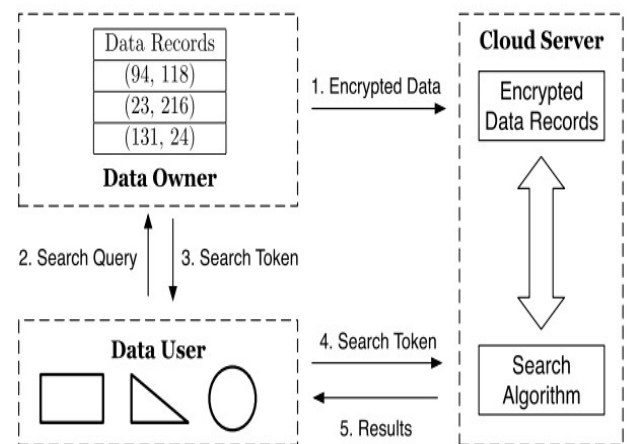 Data Records
(94, 118)
(23, 216)
(131, 24)
Data Owner
1. Encrypted Data
Cloud Server
Encrypted
Data Records
2. Search Query
3. Search Token
Data User
4. Search Token
5. Results
Search
Algorithm